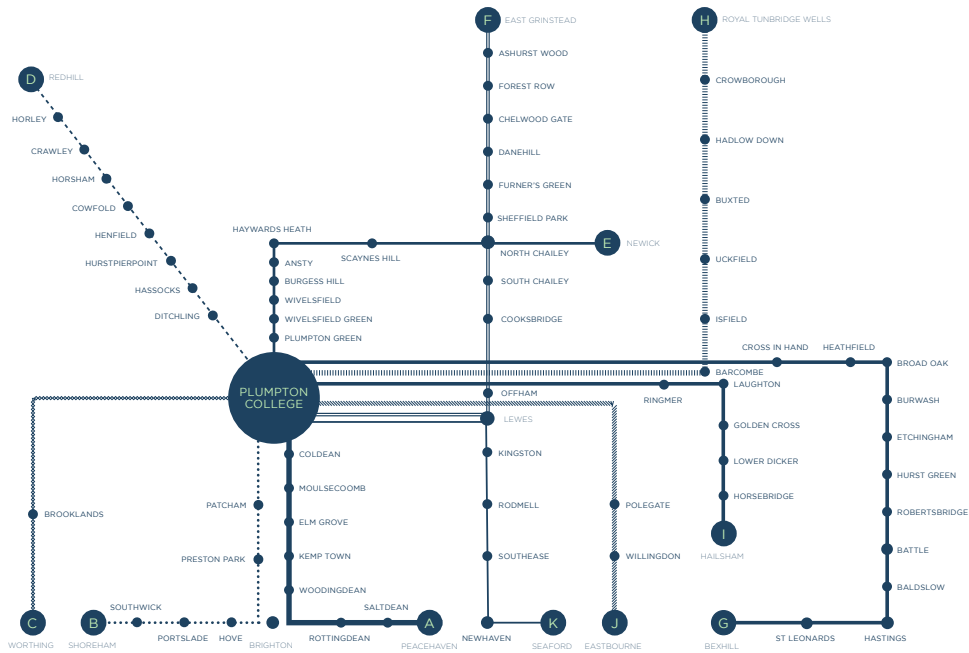 F EAST GRINSTEAD
H ROYAL TUNBRIDGE WELLS
ASHURST WOOD
D REDHILL
CROWBOROUGH
FOREST ROW
HORLEY
CHELWOOD GATE
HADLOW DOWN
CRAWLEY
DANEHILL
HORSHAM
FURNER'S GREEN
BUXTED
COWFOLD
SHEFFIELD PARK
HAYWARDS HEATH
HENFIELD
E NEWICK
NORTH CHAILEY
SCAYNES HILL
UCKFIELD
HURSTPIERPOINT
ANSTY
BURGESS HILL
SOUTH CHAILEY
HASSOCKS
WIVELSFIELD
DITCHLING
WIVELSFIELD GREEN
COOKSBRIDGE
ISFIELD
PLUMPTON GREEN
CROSS IN HAND
HEATHFIELD
BROAD OAK
BARCOMBE
LAUGHTON
PLUMPTON
COLLEGE
OFFHAM
RINGMER
BURWASH
LEWES
GOLDEN CROSS
ETCHINGHAM
COLDEAN
KINGSTON
LOWER DICKER
HURST GREEN
MOULSECOOMB
HORSEBRIDGE
PATCHAM
RODMELL
POLEGATE
ROBERTSBRIDGE
BROOKLANDS
ELM GROVE
I
HAILSHAM
BATTLE
PRESTON PARK
KEMP TOWN
SOUTHEASE
WILLINGDON
BALDSLOW
WOODINGDEAN
SOUTHWICK
SALTDEAN
C
B
A
K
J
G
PORTSLADE
HOVE
ROTTINGDEAN
NEWHAVEN
ST LEONARDS
HASTINGS
WORTHING
SHOREHAM
BRIGHTON
PEACEHAVEN
SEAFORD
EASTBOURNE
BEXHILL